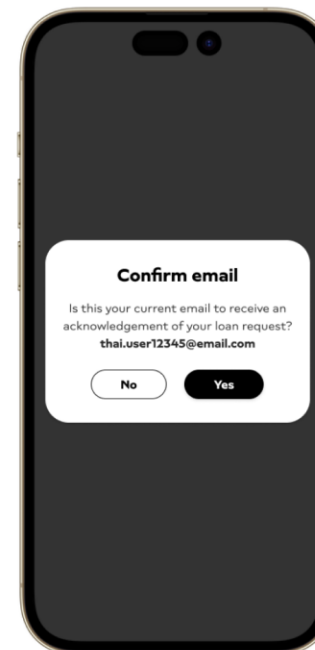 Confirm email
Is this your current email to receive an
acknowledgement of your loan request?
thai.user12345@email.com
No
Yes